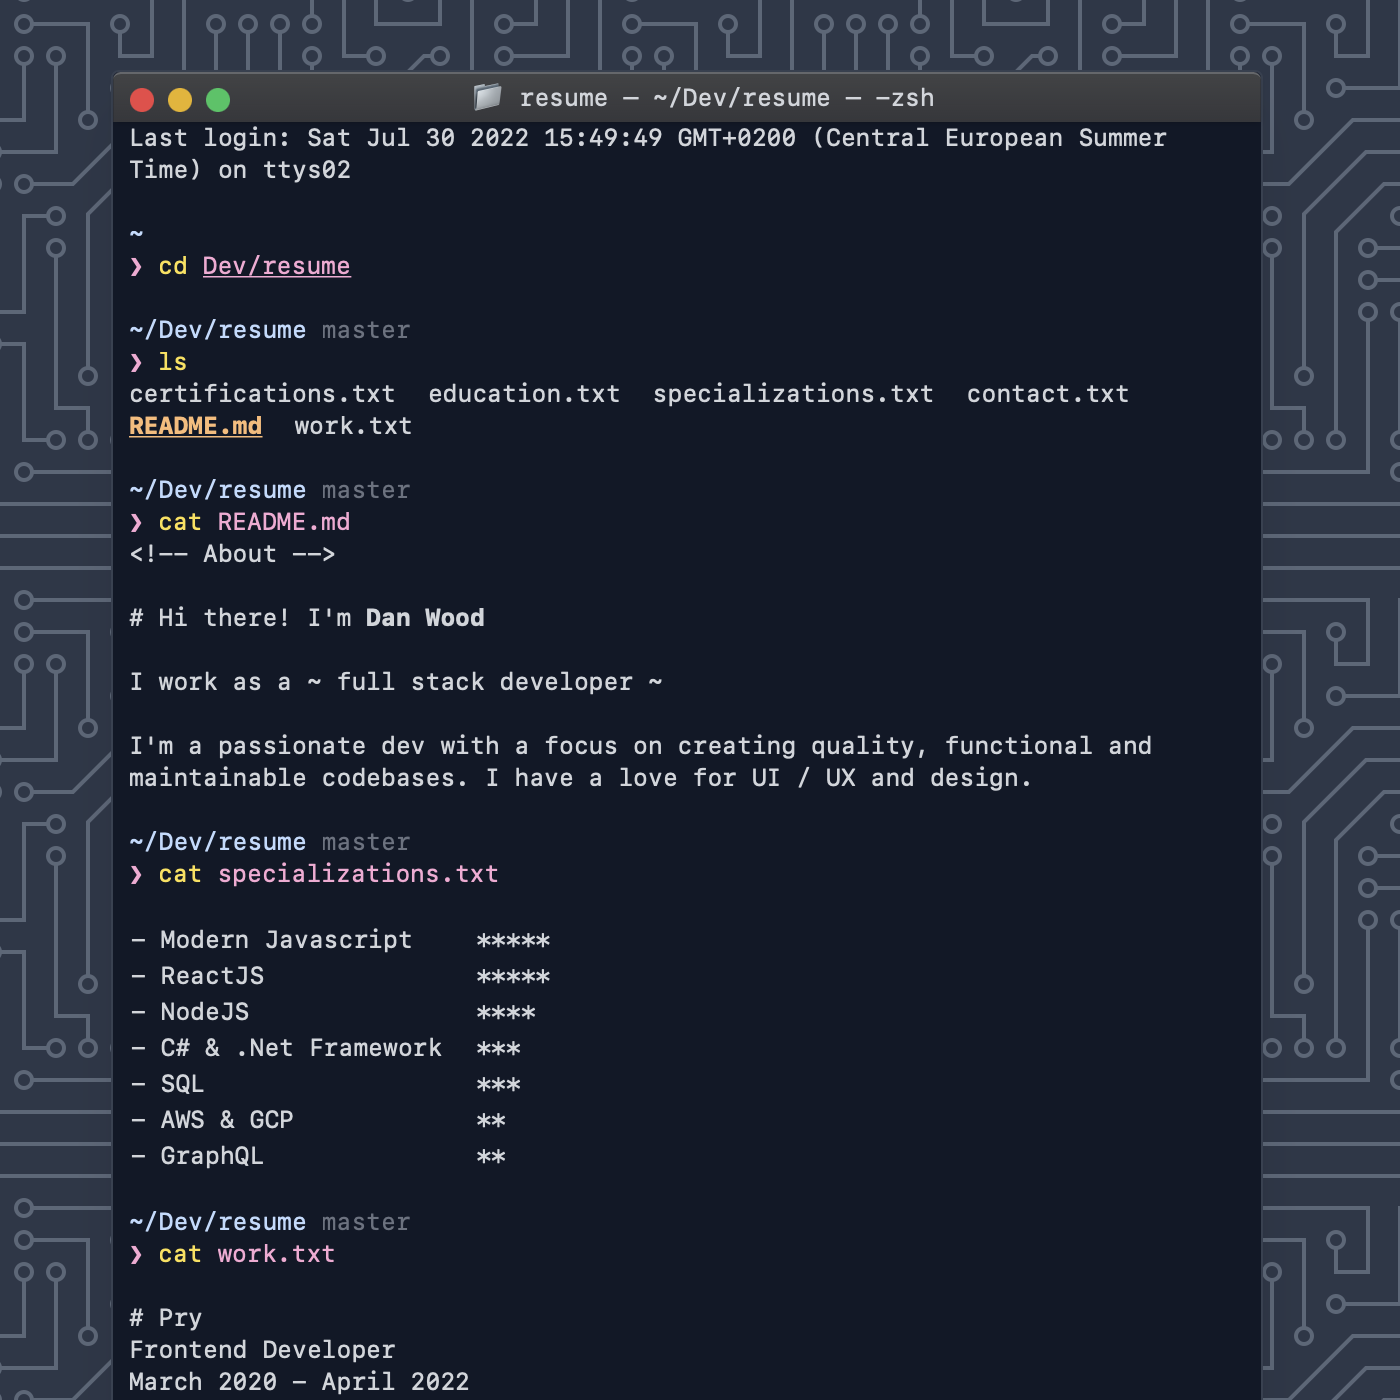 resume — ~/Dev/resume — -zsh
Last login: Sat Jul 30 2022 15:49:49 GMT+0200 (Central European Summer
Time) on ttys02
~
❯ cd Dev/resume
~/Dev/resume master
❯ ls
certifications.txt education.txt specializations.txt contact.txt
README.md work.txt
~/Dev/resume master
❯ cat README.md
<!-- About -->
# Hi there! I'm Dan Wood
I work as a ~ full stack developer ~
I'm a passionate dev with a focus on creating quality, functional and
maintainable codebases. I have a love for UI / UX and design.
~/Dev/resume master
❯ cat specializations.txt
- Modern Javascript *****
- ReactJS *****
- NodeJS ****
- C# & .Net Framework ***
- SQL ***
- AWS & GCP **
- GraphQL **
~/Dev/resume master
❯ cat work.txt
# Pry
Frontend Developer
March 2020 - April 2022